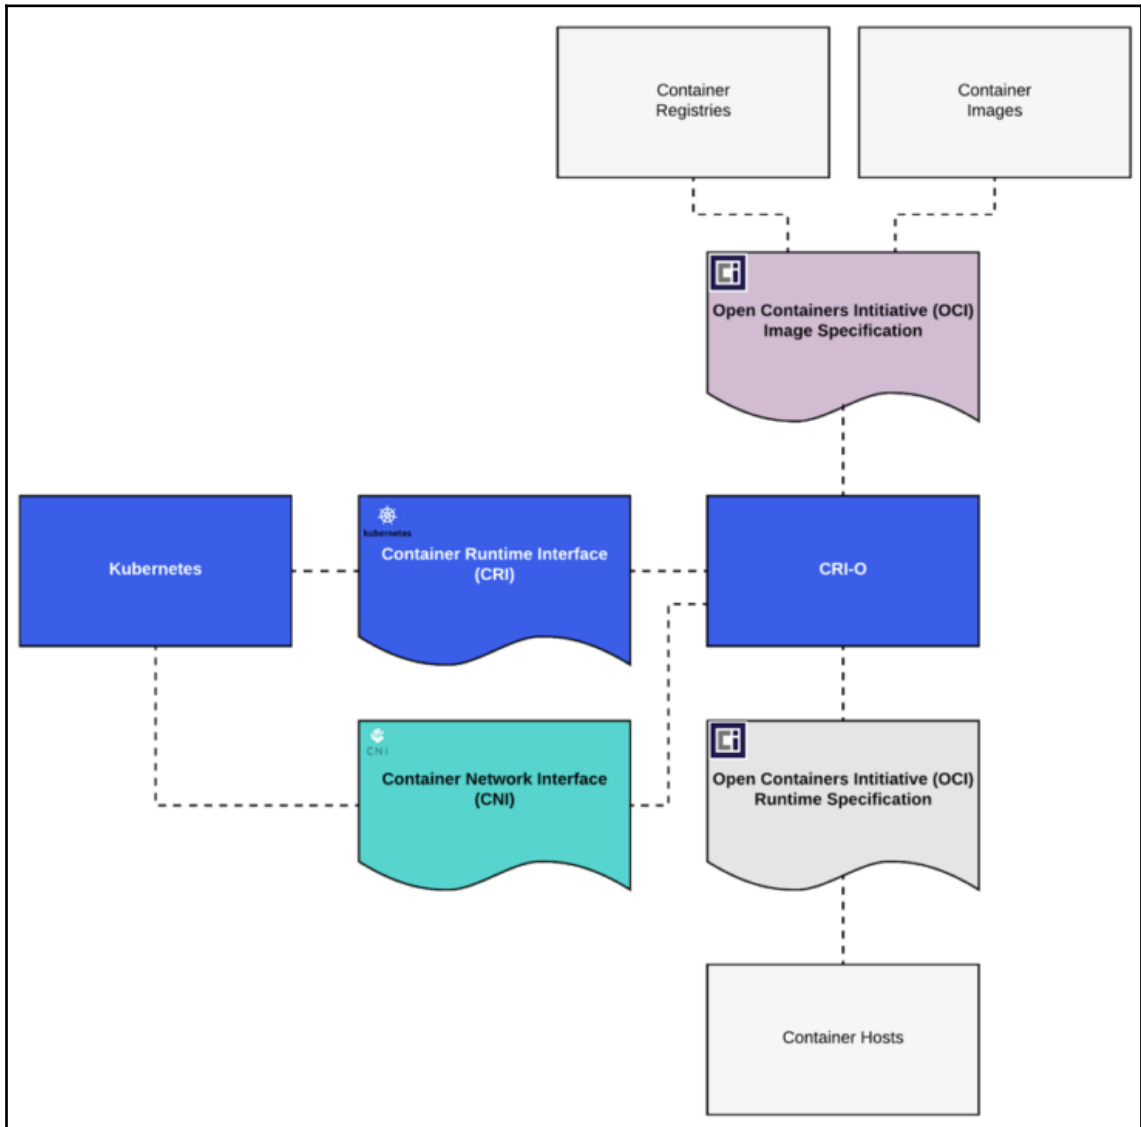 Container
Registries
Container
Images
Open Containers Intitiative (OCI)
Image Specification
Kubernetes
kubernetes
Container Runtime Interface
(CRI)
CRI-O
CNI
Container Network Interface
(CNI)
Open Containers Intitiative (OCI)
Runtime Specification
Container Hosts